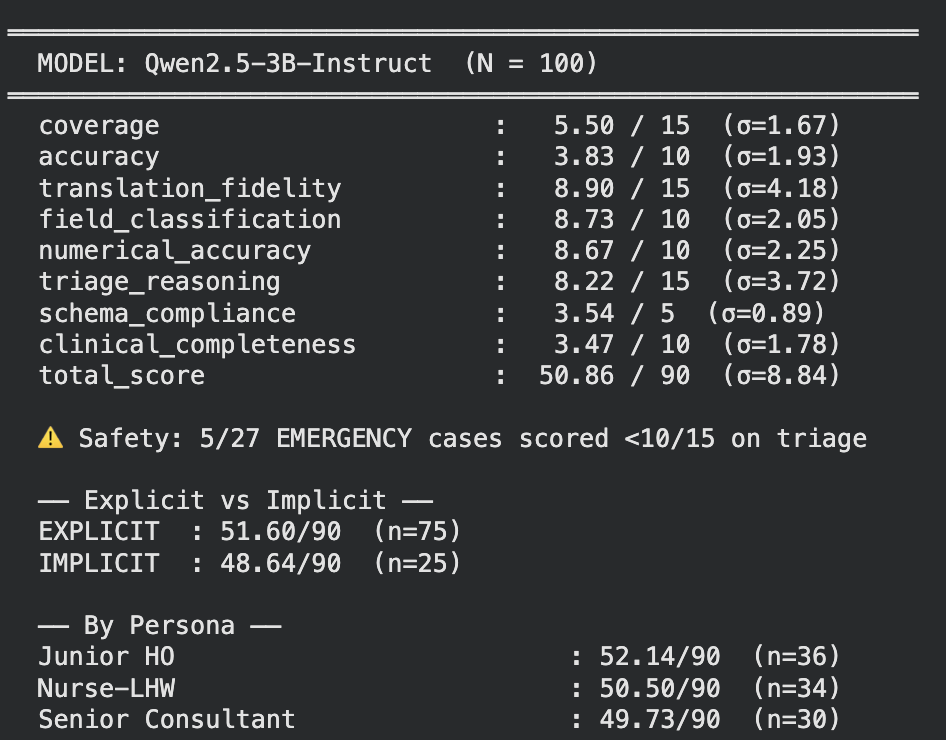 MODEL: Qwen2.5-3B-Instruct (N = 100)
coverage : 5.50 / 15 (σ=1.67)
accuracy : 3.83 / 10 (σ=1.93)
translation_fidelity : 8.90 / 15 (σ=4.18)
field_classification : 8.73 / 10 (σ=2.05)
numerical_accuracy : 8.67 / 10 (σ=2.25)
triage_reasoning : 8.22 / 15 (σ=3.72)
schema_compliance : 3.54 / 5 (σ=0.89)
clinical_completeness : 3.47 / 10 (σ=1.78)
total_score : 50.86 / 90 (σ=8.84)
⚠️ Safety: 5/27 EMERGENCY cases scored <10/15 on triage
—— Explicit vs Implicit ——
EXPLICIT : 51.60/90 (n=75)
IMPLICIT : 48.64/90 (n=25)
—— By Persona ——
Junior HO : 52.14/90 (n=36)
Nurse-LHW : 50.50/90 (n=34)
Senior Consultant : 49.73/90 (n=30)